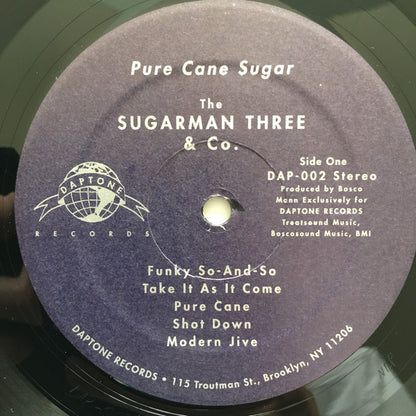 Pure Cane Sugar
The
SUGARMAN THREE
& Co.
Side One
DAP-002 Stereo
Produced by Bosco
Mann Exclusively for
DAPTONE RECORDS
Treatsound Music,
Boscosound Music, BMI
DAPTONE
RECORDS
Funky So-And-So
Take It As It Come
Pure Cane
Shot Down
Modern Jive
DAPTONE RECORDS • 115 Troutman St., Brooklyn, NY 11206